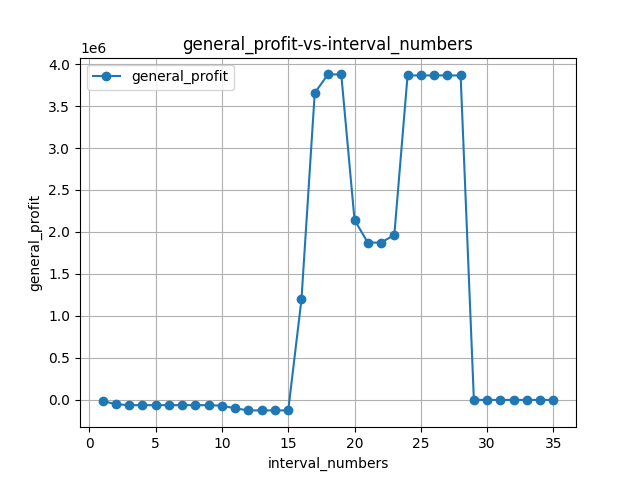 general_profit-vs-interval_numbers
1e6
general_profit
4.0
3.5
3.0
2.5
2.0
1.5
1.0
0.5
0.0
general_profit
0 5 10 15 20 25 30 35
interval_numbers